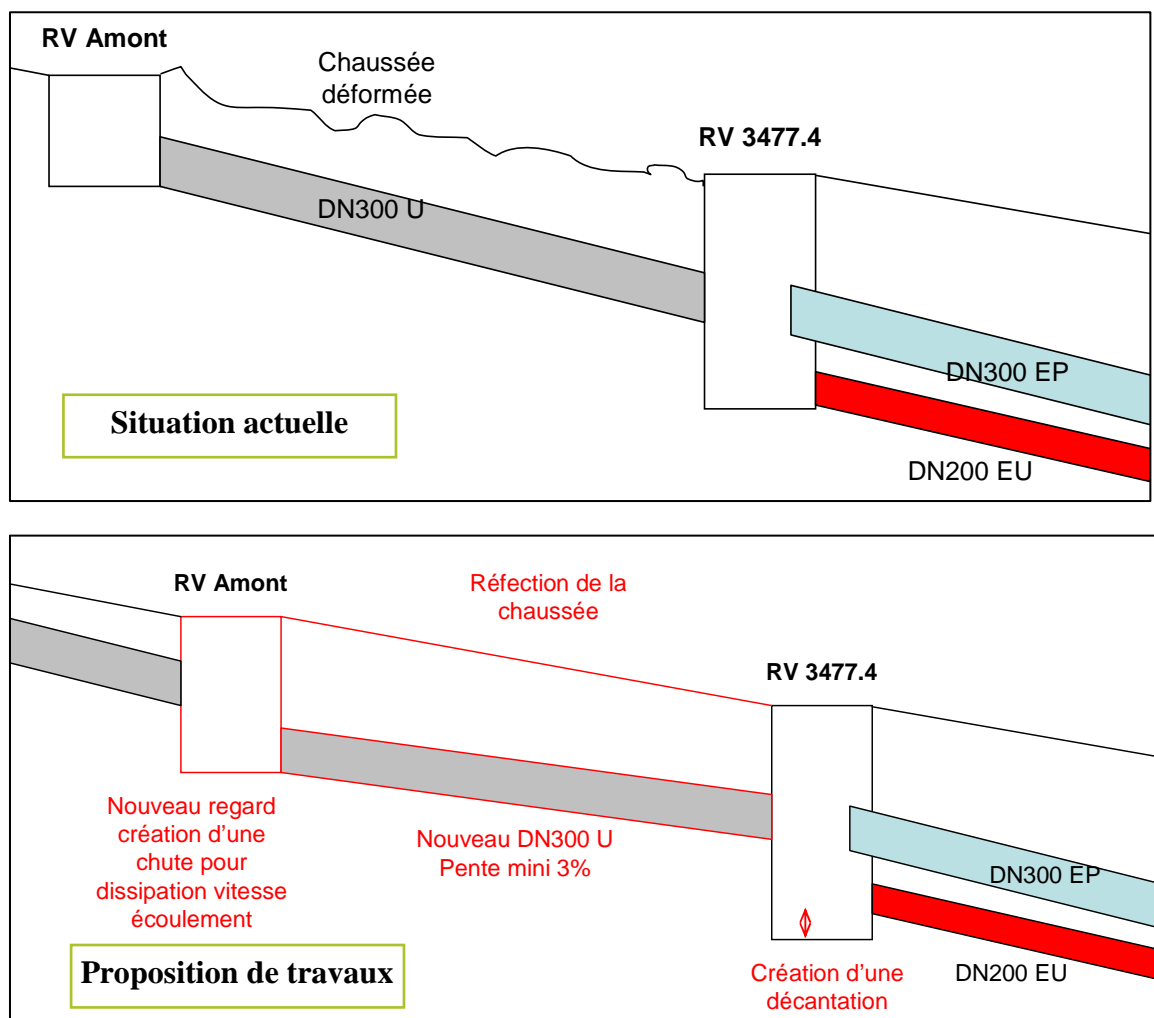 RV Amont
Chaussée
déformée
RV 3477.4
DN300 U
DN300 EP
Situation actuelle
DN200 EU
RV Amont
Réfection de la
chaussée
RV 3477.4
Nouveau regard
création d'une
chute pour
dissipation vitesse
écoulement
Nouveau DN300 U
Pente mini 3%
DN300 EP
Proposition de travaux
Création d'une
décantation
DN200 EU